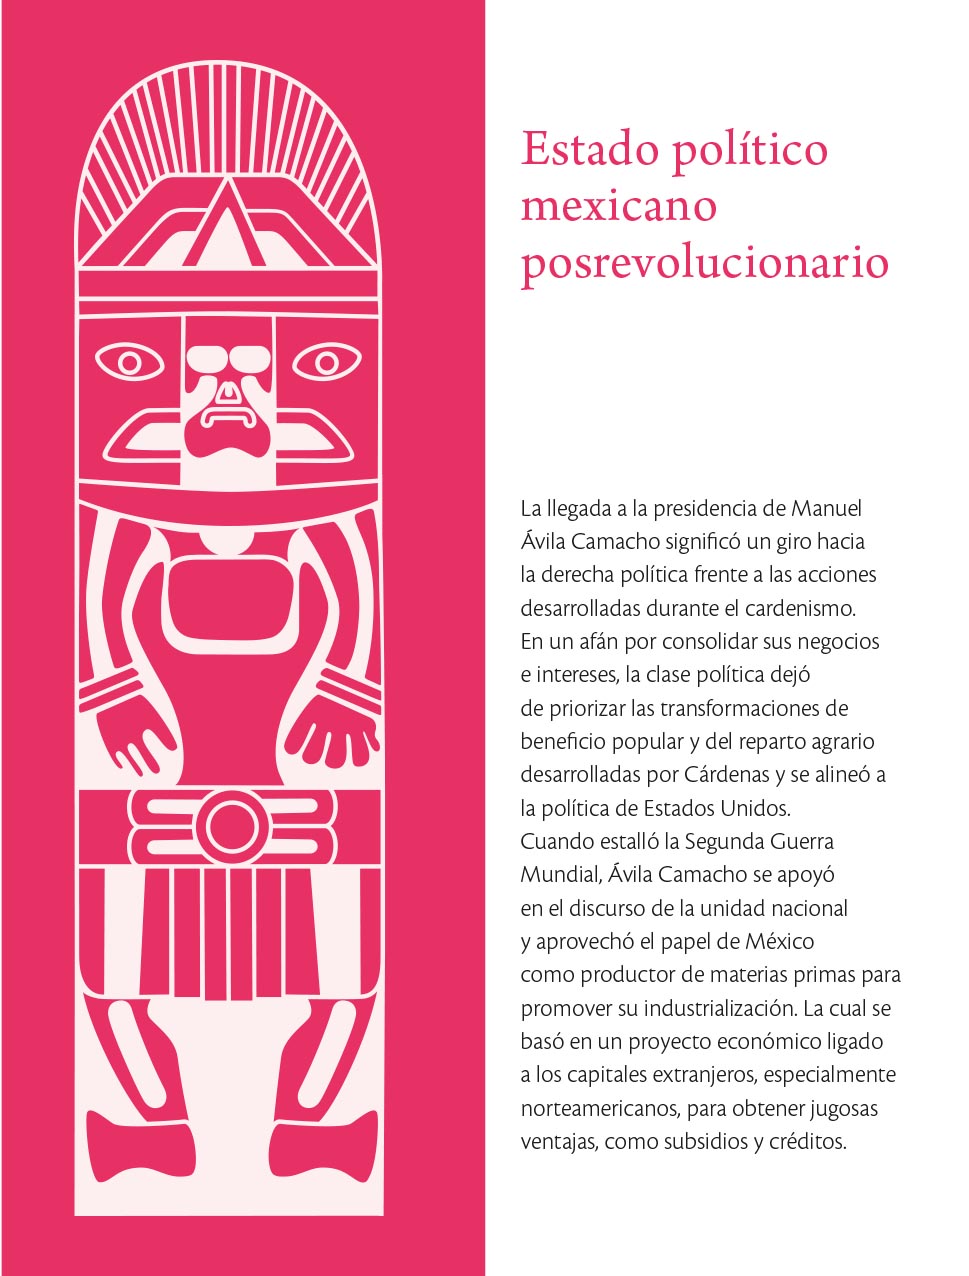 Estado político
mexicano
posrevolucionario
La llegada a la presidencia de Manuel
Ávila Camacho significó un giro hacia
la derecha política frente a las acciones
desarrolladas durante el cardenismo.
En un afán por consolidar sus negocios
e intereses, la clase política dejó
de priorizar las transformaciones de
beneficio popular y del reparto agrario
desarrolladas por Cárdenas y se alineó a
la política de Estados Unidos.
Cuando estalló la Segunda Guerra
Mundial, Ávila Camacho se apoyó
en el discurso de la unidad nacional
y aprovechó el papel de México
como productor de materias primas para
promover su industrialización. La cual se
basó en un proyecto económico ligado
a los capitales extranjeros, especialmente
norteamericanos, para obtener jugosas
ventajas, como subsidios y créditos.